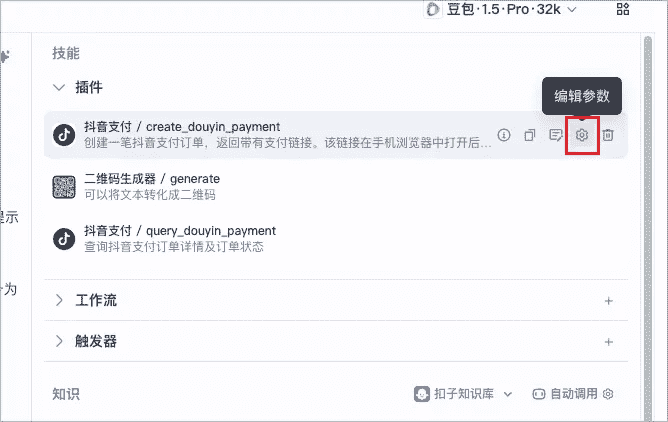 豆包·1.5·Pro·32k
技能
插件
编辑参数
抖音支付 / create_douyin_payment
创建一笔抖音支付订单，返回带有支付链接。该链接在手机浏览器中打开后...
二维码生成器 / generate
可以将文本转化成二维码
提示
抖音支付 / query_douyin_payment
查询抖音支付订单详情及订单状态
为
工作流
触发器
知识
扣子知识库
自动调用